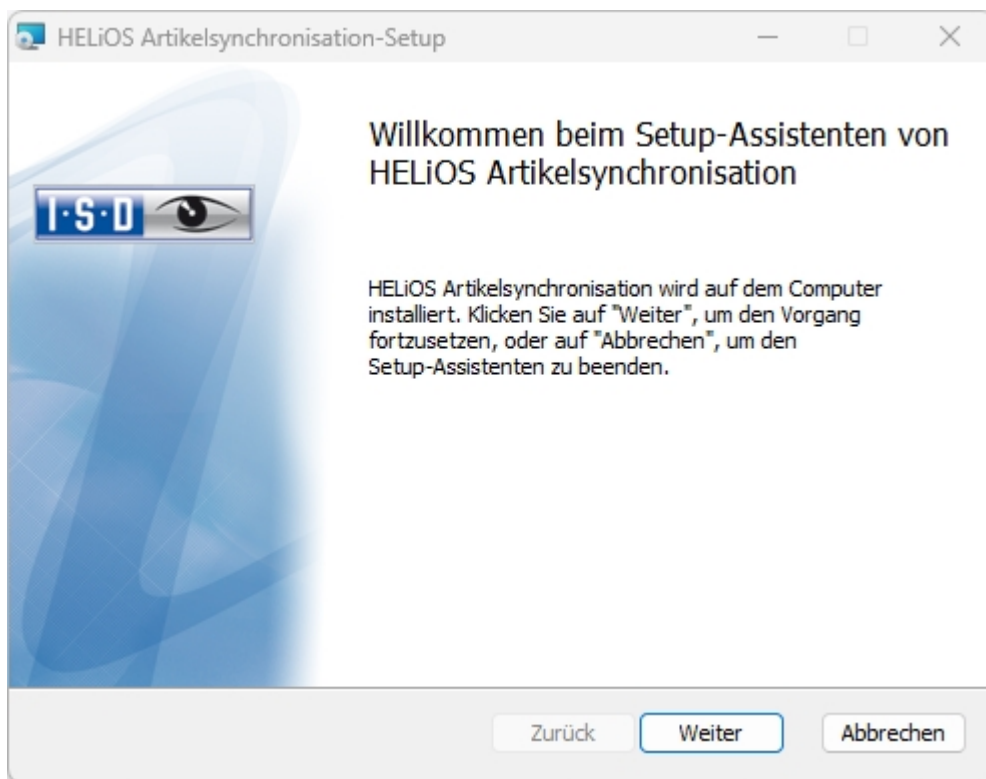 HELiOS Artikelsynchronisation-Setup
Willkommen beim Setup-Assistenten von
HELiOS Artikelsynchronisation
I·S·D
HELiOS Artikelsynchronisation wird auf dem Computer
installiert. Klicken Sie auf "Weiter", um den Vorgang
fortzusetzen, oder auf "Abbrechen", um den
Setup-Assistenten zu beenden.
Zurück Weiter Abbrechen